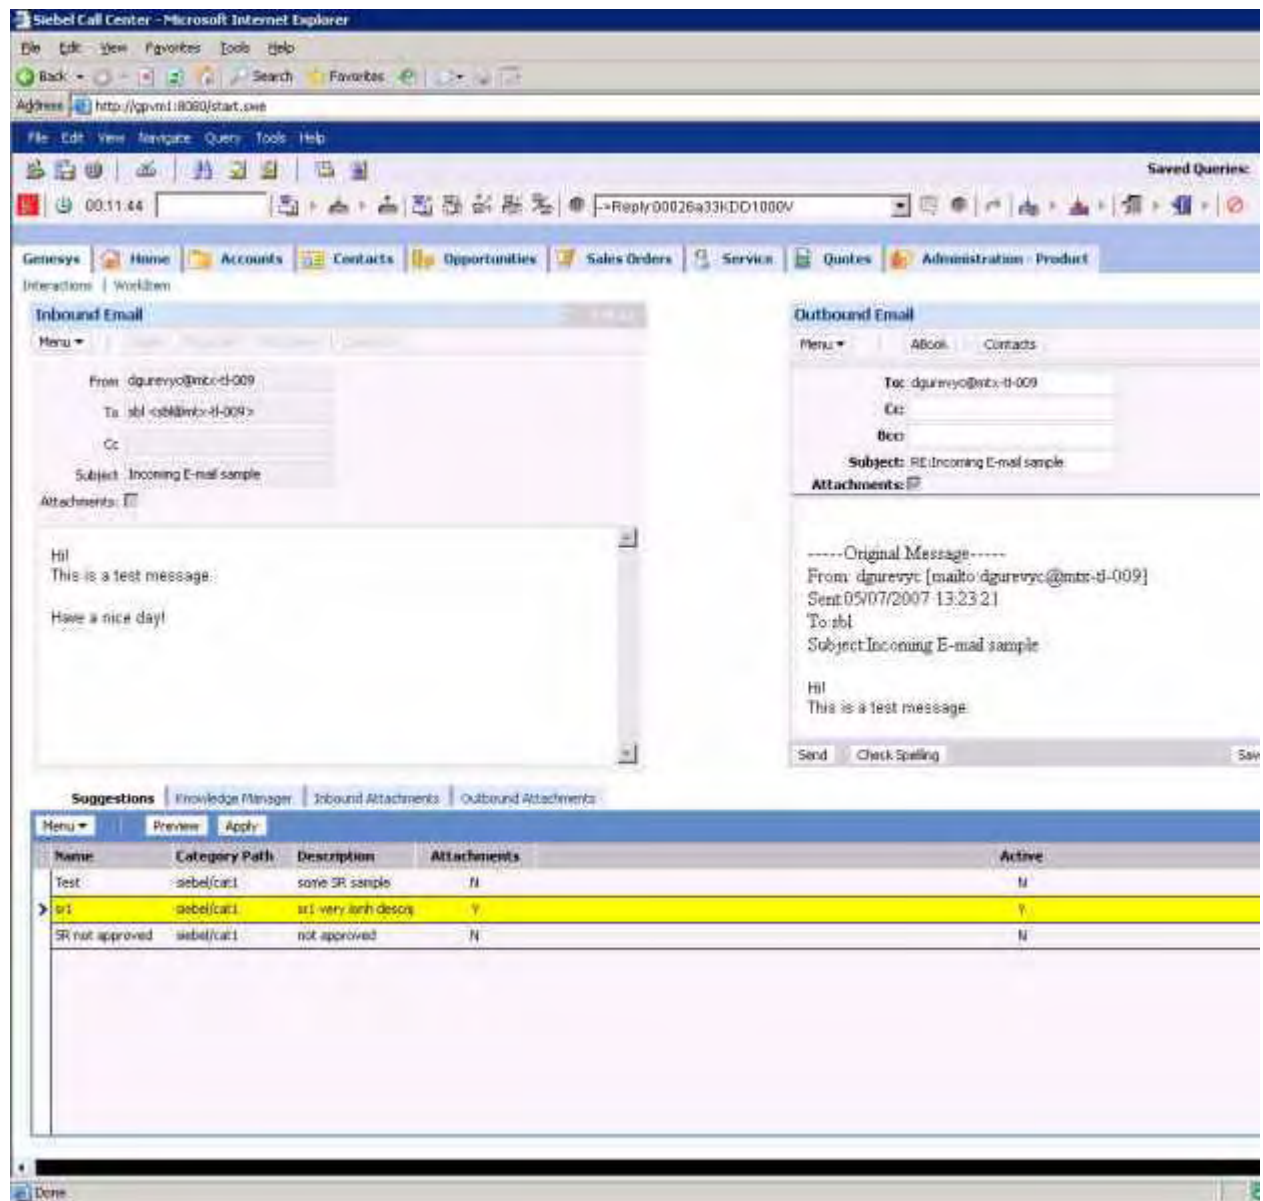 Siebel Call Center - Microsoft Internet Explorer
File Edit View Favorites Tools Help
Back Search Favorites
Address http://gpvm1:8080/start.swe
File Edit View Navigate Query Tools Help
Saved Queries:
00:11:44 ->Reply:00026a33KDD1000V
Genesys Home Accounts Contacts Opportunities Sales Orders Service Quotes Administration - Product
Interactions WorkItem
Inbound Email
Menu
From dgurevyc@mtx-tl-009
To sbl <sbl@mtx-tl-009>
Cc
Subject Incoming E-mail sample
Attachments:
Hi!
This is a test message.
Have a nice day!
Outbound Email
Menu ABook Contacts
To: dgurevyc@mtx-tl-009
Cc:
Bcc:
Subject: RE:Incoming E-mail sample
Attachments:
-----Original Message-----
From: dgurevyc [mailto:dgurevyc@mtx-tl-009]
Sent:05/07/2007 13:23:21
To:sbl
Subject:Incoming E-mail sample
Hi!
This is a test message.
Send Check Spelling Sav
Suggestions Knowledge Manager Inbound Attachments Outbound Attachments
Menu Preview Apply
Name Category Path Description Attachments Active
Test siebel/cat1 some SR sample N N
sr1 siebel/cat1 sr1 very lonh descrip Y Y
SR not approved siebel/cat1 not approved N N
Done